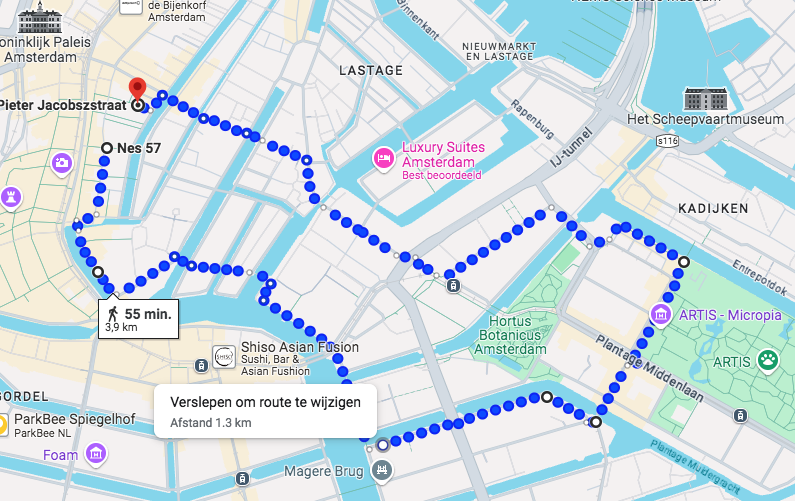 de Bijenkorf
Amsterdam
oninklijk Paleis
Amsterdam
Binnenkant
NIEUWMARKT
EN LASTAGE
LASTAGE
Pieter Jacobszstraat
Rapenburg
Het Scheepvaartmuseum
Nes 57
Luxury Suites
Amsterdam
Best beoordeeld
IJ-tunnel
s116
KADIJKEN
Entrepotdok
55 min.
3,9 km
ARTIS - Micropia
Hortus
Botanicus
Amsterdam
Shiso Asian Fusion
Sushi, Bar &
Asian Fushion
SHISO
Plantage Middenlaan
ARTIS
GORDEL
Verslepen om route te wijzigen
Afstand 1.3 km
ParkBee Spiegelhof
ParkBee NL
Foam
Magere Brug
Plantage Muidergracht